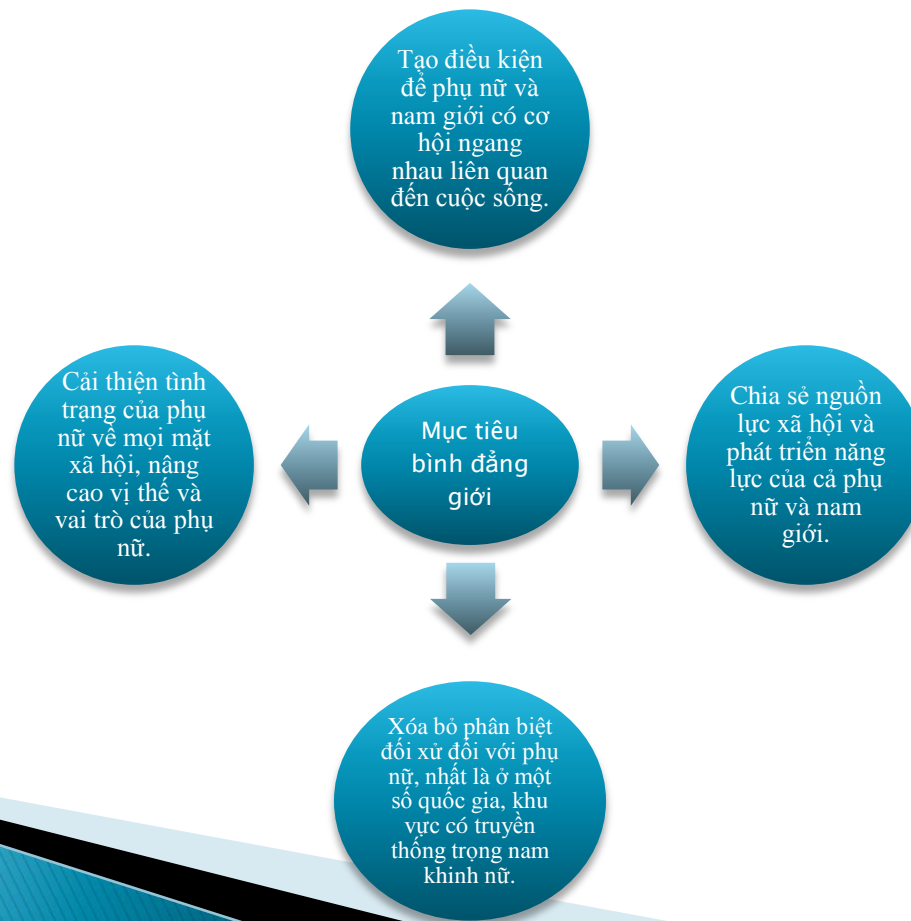 Tạo điều kiện
để phụ nữ và
nam giới có cơ
hội ngang
nhau liên quan
đến cuộc sống.
Cải thiện tình
trạng của phụ
nữ về mọi mặt
xã hội, nâng
cao vị thế và
vai trò của phụ
nữ.
Mục tiêu
bình đẳng
giới
Chia sẻ nguồn
lực xã hội và
phát triển năng
lực của cả phụ
nữ và nam
giới.
Xóa bỏ phân biệt
đối xử đối với phụ
nữ, nhất là ở một
số quốc gia, khu
vực có truyền
thống trọng nam
khinh nữ.